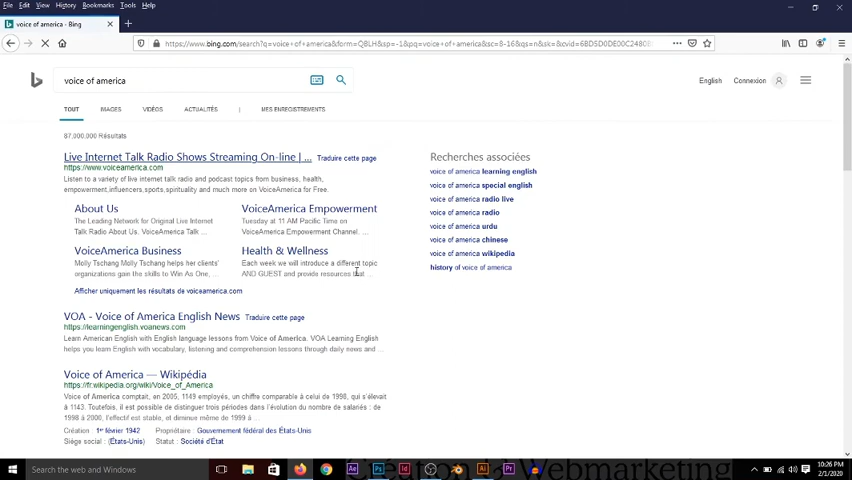 File Edit View History Bookmarks Tools Help
voice of america - Bing
voice of america
English Connexion
TOUT IMAGES VIDÉOS ACTUALITÉS | MES ENREGISTREMENTS
87,000,000 Résultats
Live Internet Talk Radio Shows Streaming On-line | ... Traduire cette page
https://www.voiceamerica.com
Listen to a variety of live internet talk radio and podcast topics from business, health,
empowerment,influencers,sports,spirituality and much more on VoiceAmerica for Free.
About Us
The Leading Network for Original Live Internet
Talk Radio About Us. VoiceAmerica Talk ...
VoiceAmerica Empowerment
Tuesday at 11 AM Pacific Time on
VoiceAmerica Empowerment Channel. ...
VoiceAmerica Business
Molly Tschang Molly Tschang helps her clients'
organizations gain the skills to Win As One, ...
Health & Wellness
Each week we will introduce a different topic
AND GUEST and provide resources that ...
Afficher uniquement les résultats de voiceamerica.com
VOA - Voice of America English News Traduire cette page
https://learningenglish.voanews.com
Learn American English with English language lessons from Voice of America. VOA Learning English
helps you learn English with vocabulary, listening and comprehension lessons through daily news and ...
Voice of America — Wikipédia
https://fr.wikipedia.org/wiki/Voice_of_America
Voice of America comptait, en 2005, 1149 employés, un chiffre comparable à celui de 1998, qui s'élevait
à 1143. Toutefois, il est possible de distinguer trois périodes dans l'évolution du nombre de salariés : de
1998 à 2000, l'effectif est stable, et diminue même de 1999 à ...
Création : 1ᵉʳ février 1942 Propriétaire : Gouvernement fédéral des États-Unis
Siège social : (États-Unis) Statut : Société d'État
Recherches associées
voice of america learning english
voice of america special english
voice of america radio live
voice of america radio
voice of america urdu
voice of america chinese
voice of america wikipedia
history of voice of america
Search the web and Windows
Ae Ps Id Ai Pr
10:26 PM
2/1/2020